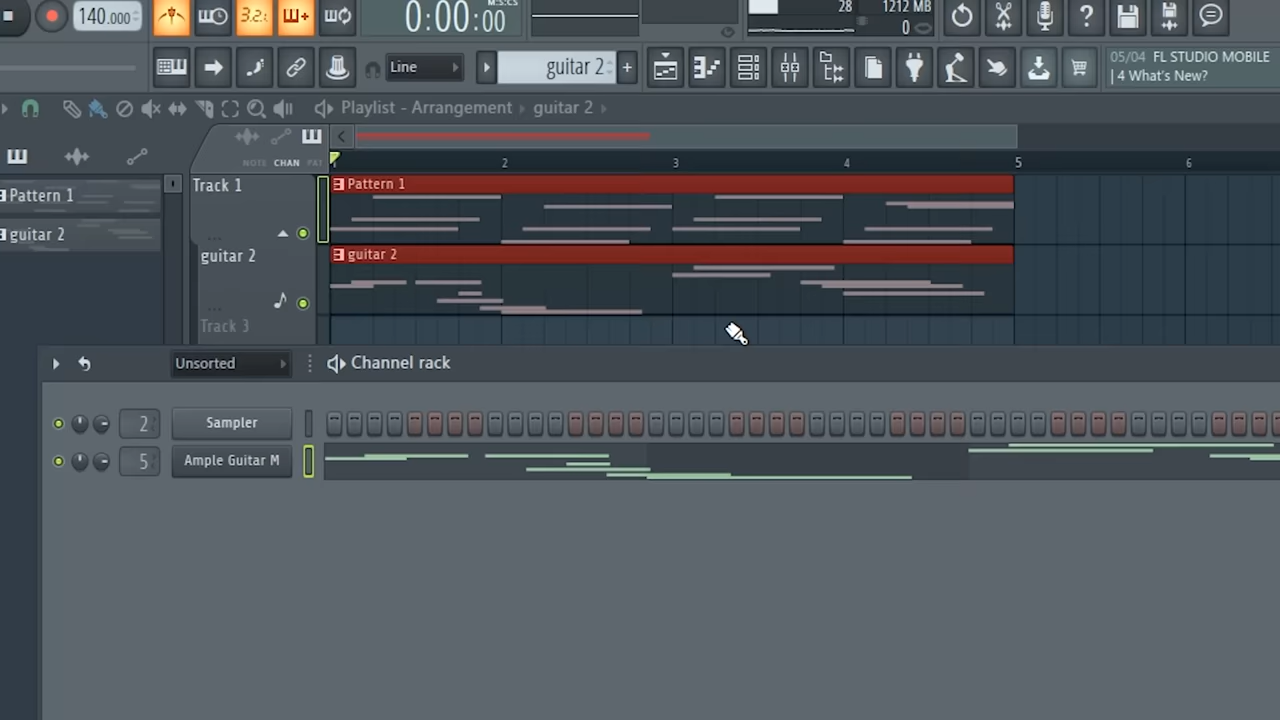 140.000
3.2:
0:00:00
M:S:CS
28
1212 MB
0
Line
guitar 2
+
05/04 FL STUDIO MOBILE
| 4 What's New?
Playlist - Arrangement › guitar 2 ›
NOTE CHAN PAT
2 3 4 5 6
Pattern 1
guitar 2
Track 1
Pattern 1
guitar 2
guitar 2
Track 3
Unsorted
Channel rack
2 Sampler
5 Ample Guitar M